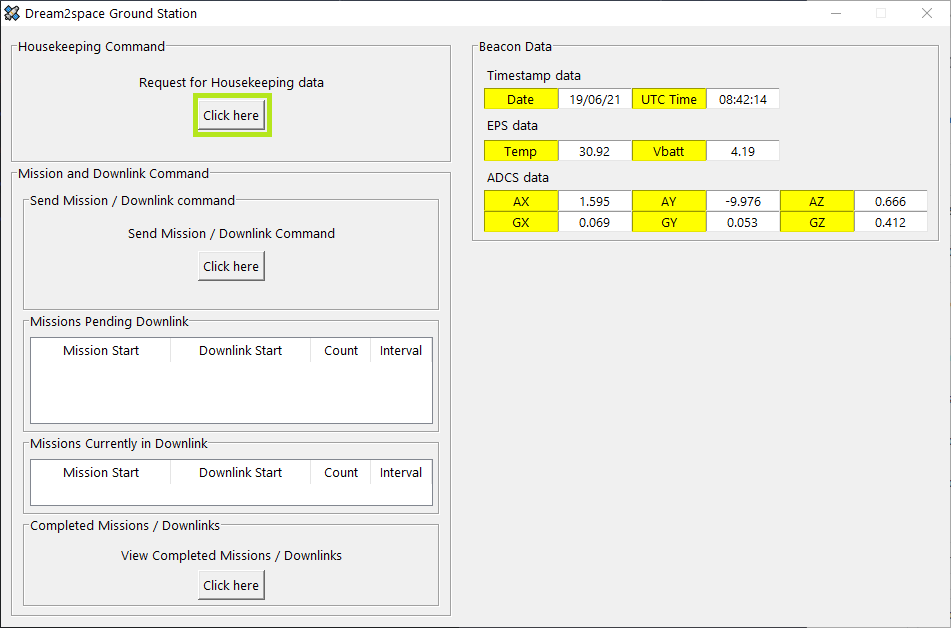 Dream2space Ground Station
Housekeeping Command
Request for Housekeeping data
Click here
Mission and Downlink Command
Send Mission / Downlink command
Send Mission / Downlink Command
Click here
Missions Pending Downlink
Mission Start Downlink Start Count Interval
Missions Currently in Downlink
Mission Start Downlink Start Count Interval
Completed Missions / Downlinks
View Completed Missions / Downlinks
Click here
Beacon Data
Timestamp data
Date 19/06/21 UTC Time 08:42:14
EPS data
Temp 30.92 Vbatt 4.19
ADCS data
AX 1.595 AY -9.976 AZ 0.666
GX 0.069 GY 0.053 GZ 0.412